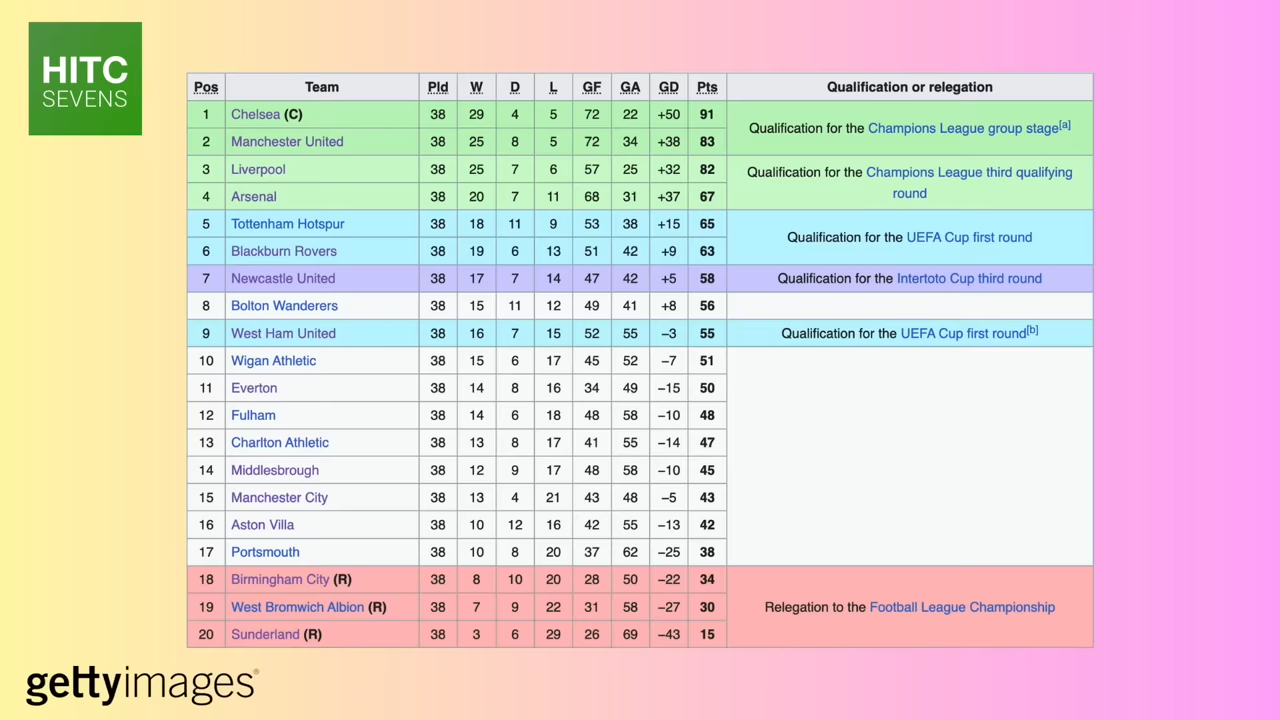 HITC
SEVENS
Pos Team Pld W D L GF GA GD Pts Qualification or relegation
1 Chelsea (C) 38 29 4 5 72 22 +50 91 Qualification for the Champions League group stage[a]
2 Manchester United 38 25 8 5 72 34 +38 83
3 Liverpool 38 25 7 6 57 25 +32 82 Qualification for the Champions League third qualifying
round
4 Arsenal 38 20 7 11 68 31 +37 67
5 Tottenham Hotspur 38 18 11 9 53 38 +15 65 Qualification for the UEFA Cup first round
6 Blackburn Rovers 38 19 6 13 51 42 +9 63
7 Newcastle United 38 17 7 14 47 42 +5 58 Qualification for the Intertoto Cup third round
8 Bolton Wanderers 38 15 11 12 49 41 +8 56
9 West Ham United 38 16 7 15 52 55 −3 55 Qualification for the UEFA Cup first round[b]
10 Wigan Athletic 38 15 6 17 45 52 −7 51
11 Everton 38 14 8 16 34 49 −15 50
12 Fulham 38 14 6 18 48 58 −10 48
13 Charlton Athletic 38 13 8 17 41 55 −14 47
14 Middlesbrough 38 12 9 17 48 58 −10 45
15 Manchester City 38 13 4 21 43 48 −5 43
16 Aston Villa 38 10 12 16 42 55 −13 42
17 Portsmouth 38 10 8 20 37 62 −25 38
18 Birmingham City (R) 38 8 10 20 28 50 −22 34
19 West Bromwich Albion (R) 38 7 9 22 31 58 −27 30 Relegation to the Football League Championship
20 Sunderland (R) 38 3 6 29 26 69 −43 15
gettyimages®